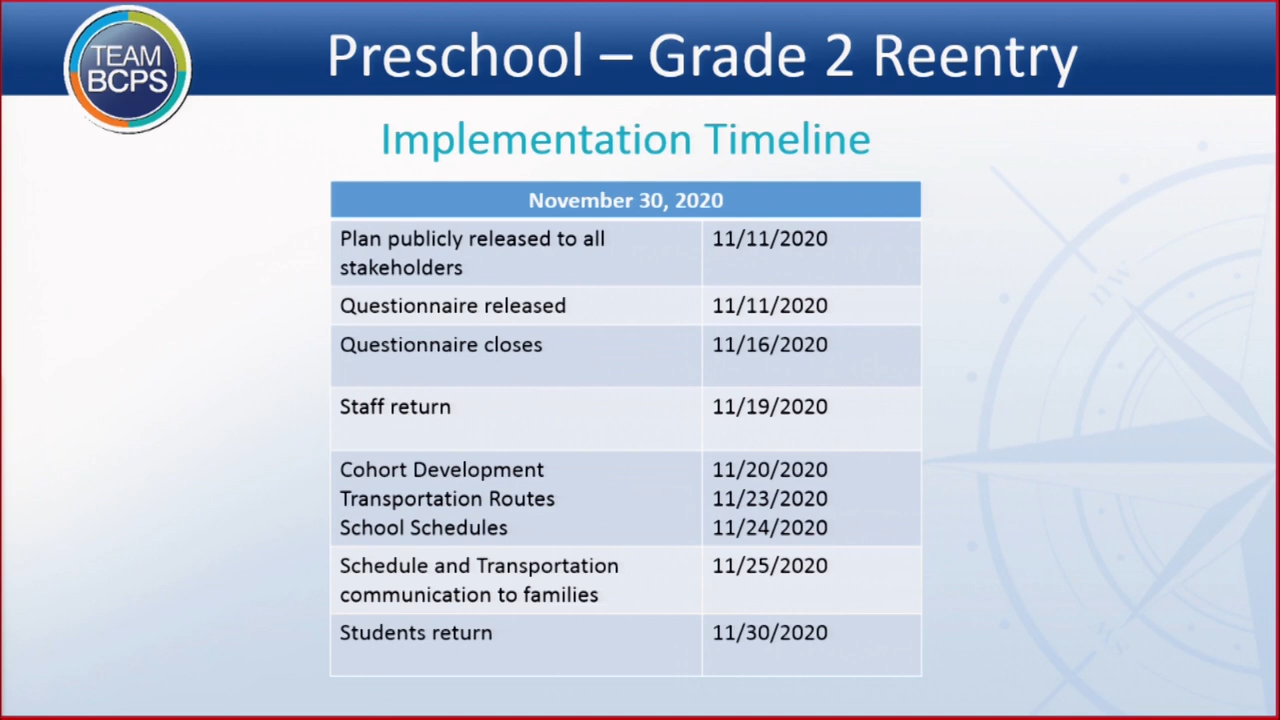 TEAM
BCPS
Preschool – Grade 2 Reentry
Implementation Timeline
November 30, 2020
Plan publicly released to all stakeholders 11/11/2020
Questionnaire released 11/11/2020
Questionnaire closes 11/16/2020
Staff return 11/19/2020
Cohort Development 11/20/2020
Transportation Routes 11/23/2020
School Schedules 11/24/2020
Schedule and Transportation communication to families 11/25/2020
Students return 11/30/2020